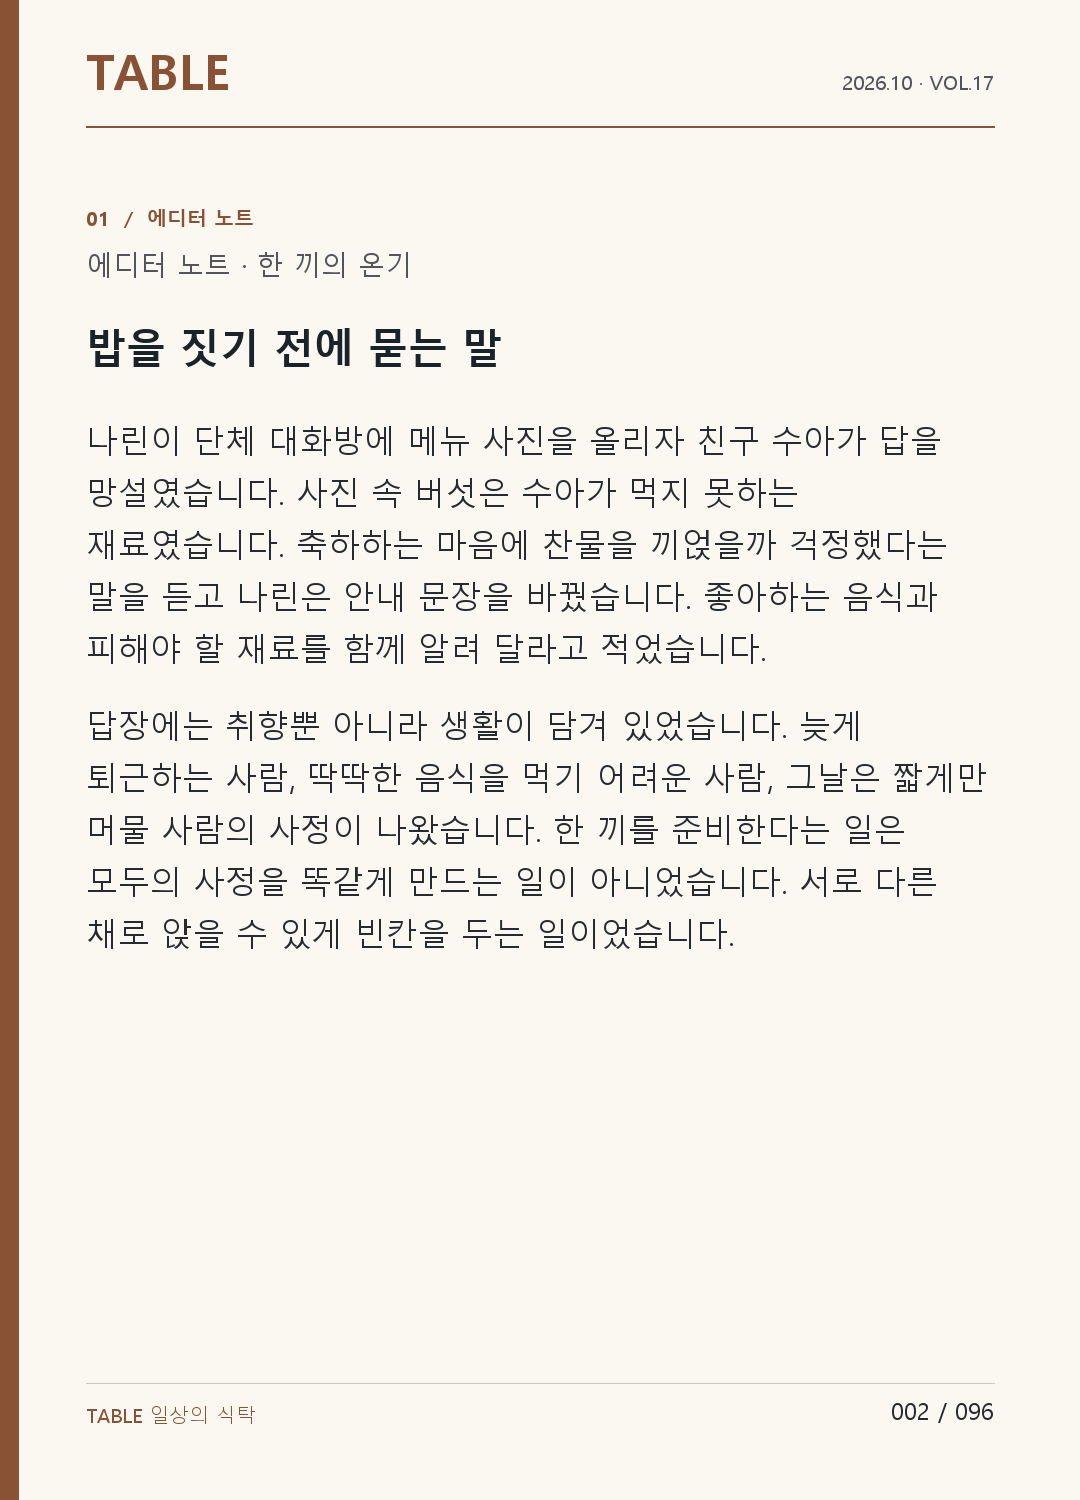 TABLE
2026.10 · VOL.17
01 / 에디터 노트
에디터 노트 · 한 끼의 온기
밥을 짓기 전에 묻는 말
나린이 단체 대화방에 메뉴 사진을 올리자 친구 수아가 답을
망설였습니다. 사진 속 버섯은 수아가 먹지 못하는
재료였습니다. 축하하는 마음에 찬물을 끼얹을까 걱정했다는
말을 듣고 나린은 안내 문장을 바꿨습니다. 좋아하는 음식과
피해야 할 재료를 함께 알려 달라고 적었습니다.
답장에는 취향뿐 아니라 생활이 담겨 있었습니다. 늦게
퇴근하는 사람, 딱딱한 음식을 먹기 어려운 사람, 그날은 짧게만
머물 사람의 사정이 나왔습니다. 한 끼를 준비한다는 일은
모두의 사정을 똑같게 만드는 일이 아니었습니다. 서로 다른
채로 앉을 수 있게 빈칸을 두는 일이었습니다.
TABLE 일상의 식탁
002 / 096